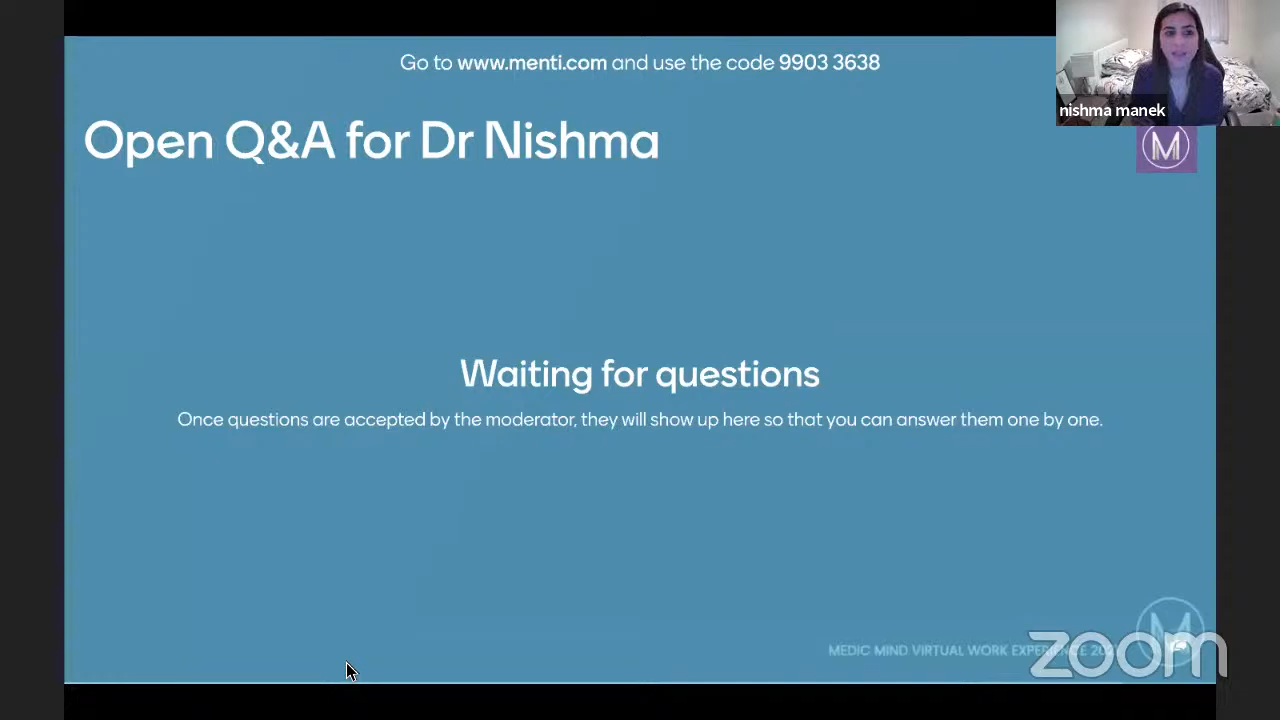 Go to www.menti.com and use the code 9903 3638
nishma manek
Open Q&A for Dr Nishma
M
Waiting for questions
Once questions are accepted by the moderator, they will show up here so that you can answer them one by one.
MEDIC MIND VIRTUAL WORK EXPERIENCE
M
zoom